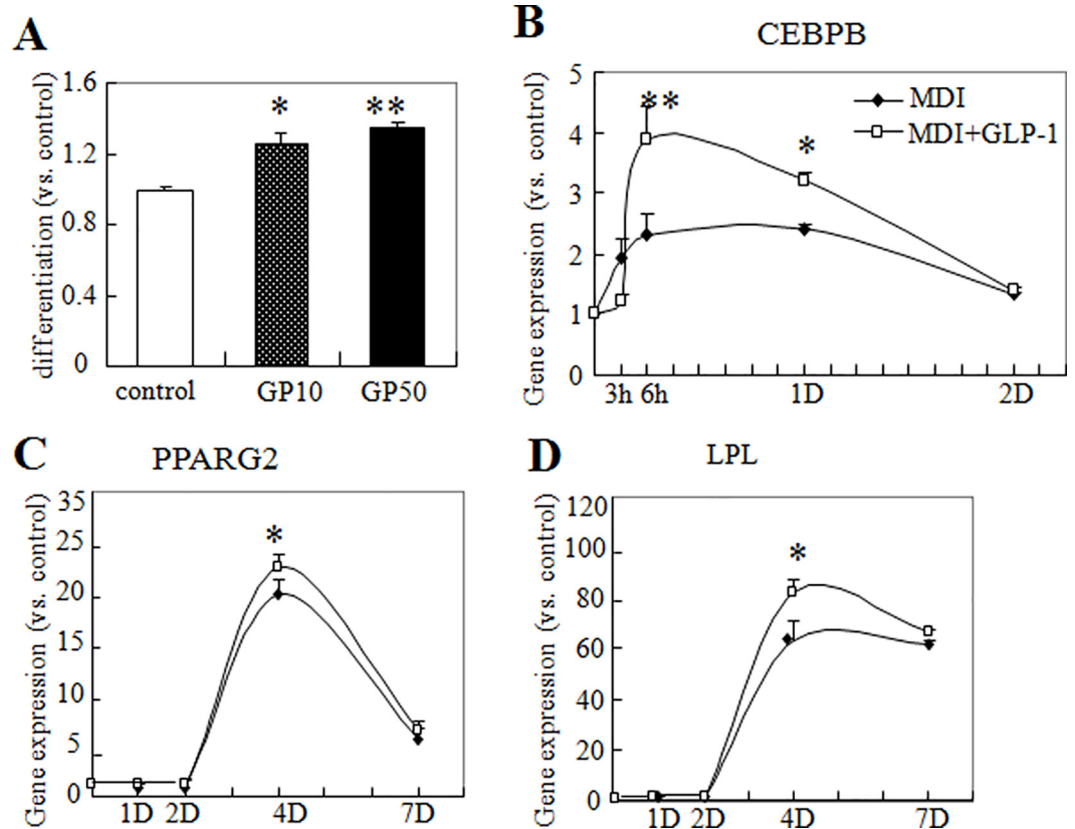 A
differentiation (vs. control)
1.6
1.2
0.8
0.4
0
*
**
control GP10 GP50
B
CEBPB
Gene expression (vs. control)
5
4
3
2
1
0
**
*
MDI
MDI+GLP-1
3h 6h 1D 2D
C
PPARG2
Gene expression (vs. control)
35
25
20
15
10
5
0
*
1D 2D 4D 7D
D
LPL
Gene expression (vs. control)
120
100
80
60
40
20
0
*
1D 2D 4D 7D